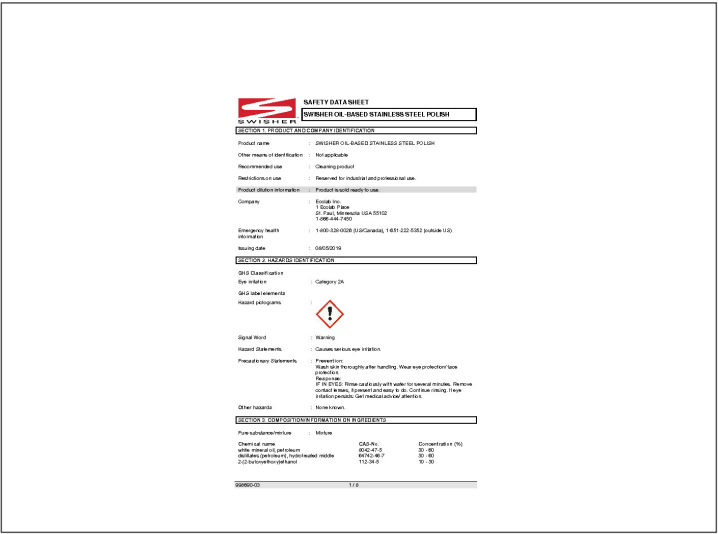 SWISHER
SAFETY DATA SHEET
SWISHER OIL-BASED STAINLESS STEEL POLISH
SECTION 1. PRODUCT AND COMPANY IDENTIFICATION
Product name : SWISHER OIL-BASED STAINLESS STEEL POLISH
Other means of identification : Not applicable
Recommended use : Cleaning product
Restrictions on use : Reserved for industrial and professional use.
Product dilution information : Product is sold ready to use.
Company : Ecolab Inc.
1 Ecolab Place
St. Paul, Minnesota USA 55102
1-866-444-7450
Emergency health : 1-800-328-0026 (US/Canada), 1-651-222-5352 (outside US)
information
Issuing date : 08/05/2019
SECTION 2. HAZARDS IDENTIFICATION
GHS Classification
Eye irritation : Category 2A
GHS label elements
Hazard pictograms :
Signal Word : Warning
Hazard Statements : Causes serious eye irritation.
Precautionary Statements : Prevention:
Wash skin thoroughly after handling. Wear eye protection/ face
protection.
Response:
IF IN EYES: Rinse cautiously with water for several minutes. Remove
contact lenses, if present and easy to do. Continue rinsing. If eye
irritation persists: Get medical advice/ attention.
Other hazards : None known.
SECTION 3. COMPOSITION/INFORMATION ON INGREDIENTS
Pure substance/mixture : Mixture
Chemical name CAS-No. Concentration (%)
white mineral oil, petroleum 8042-47-5 30 - 60
distillates (petroleum), hydrotreated middle 64742-46-7 30 - 60
2-(2-butoxyethoxy)ethanol 112-34-5 10 - 30
998690-03 1 / 8